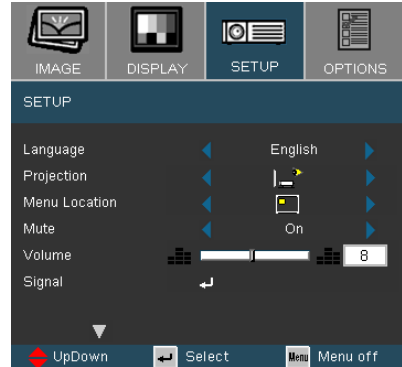 IMAGE DISPLAY SETUP OPTIONS
SETUP
Language English
Projection
Menu Location
Mute On
Volume 8
Signal
UpDown Select Menu Menu off